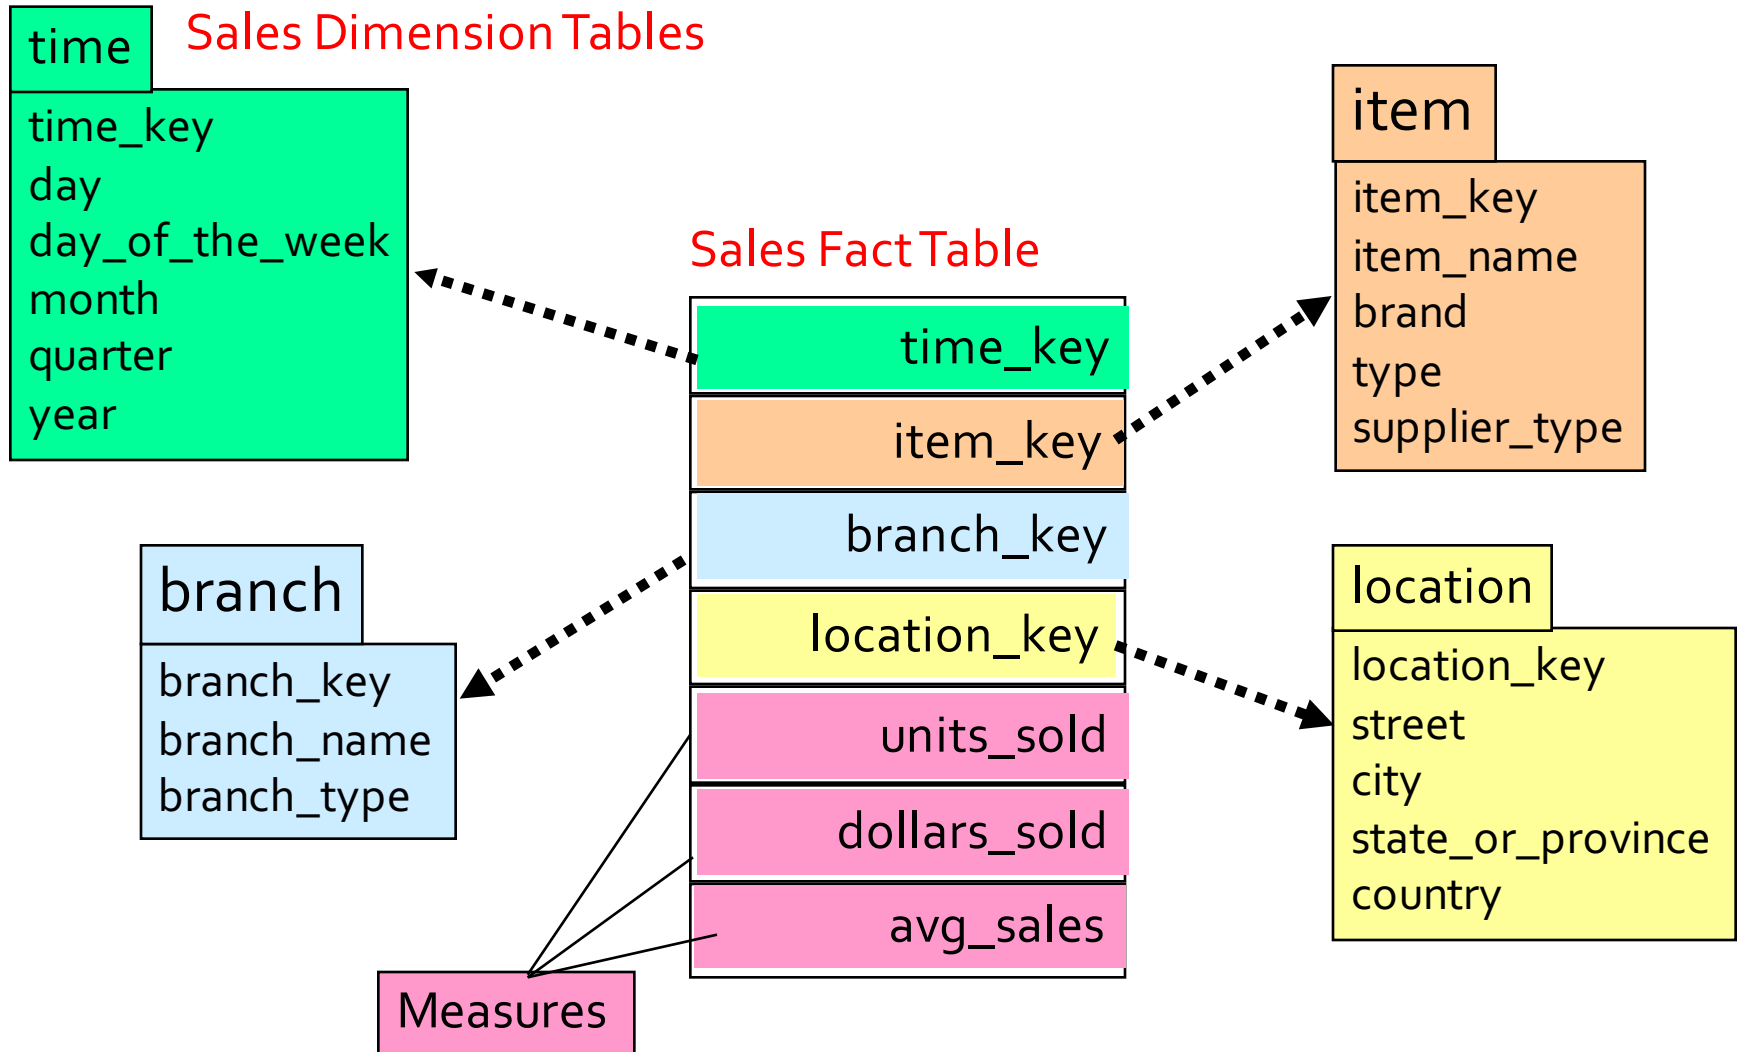 Sales Dimension Tables
time
time_key
day
day_of_the_week
month
quarter
year
item
item_key
item_name
brand
type
supplier_type
Sales Fact Table
time_key
item_key
branch_key
location_key
units_sold
dollars_sold
avg_sales
branch
branch_key
branch_name
branch_type
location
location_key
street
city
state_or_province
country
Measures